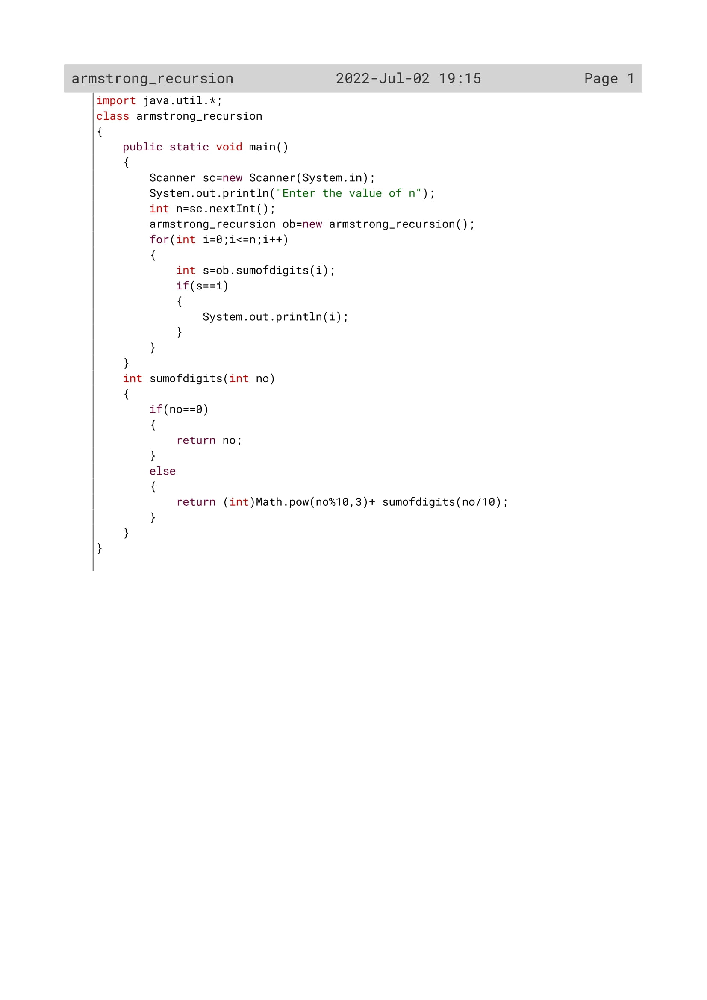 armstrong_recursion 2022-Jul-02 19:15 Page 1
import java.util.*;
class armstrong_recursion
{
    public static void main()
    {
        Scanner sc=new Scanner(System.in);
        System.out.println("Enter the value of n");
        int n=sc.nextInt();
        armstrong_recursion ob=new armstrong_recursion();
        for(int i=0;i<=n;i++)
        {
            int s=ob.sumofdigits(i);
            if(s==i)
            {
                System.out.println(i);
            }
        }
    }
    int sumofdigits(int no)
    {
        if(no==0)
        {
            return no;
        }
        else
        {
            return (int)Math.pow(no%10,3)+ sumofdigits(no/10);
        }
    }
}